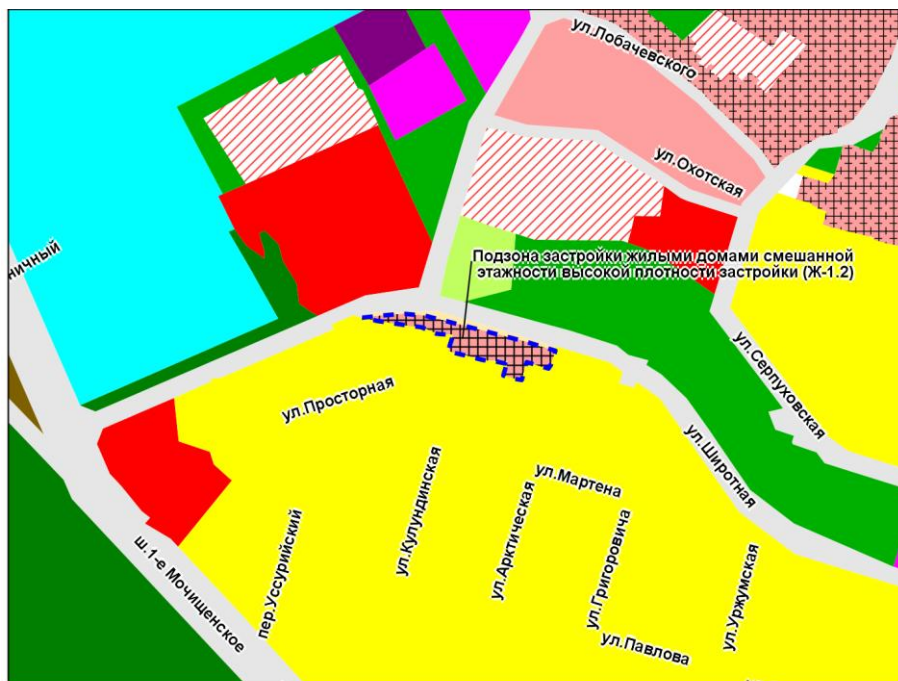 ул.Лобачевского
ул.Охотская
ничный
Подзона застройки жилыми домами смешанной
этажности высокой плотности застройки (Ж-1.2)
ул.Серпуховская
ул.Просторная
ул.Широтная
ул.Мартена
ул.Кулундинская
ул.Арктическая
ул.Григоровича
ул.Уржумская
пер.Уссурийский
ш.1-е Мочищенское
ул.Павлова